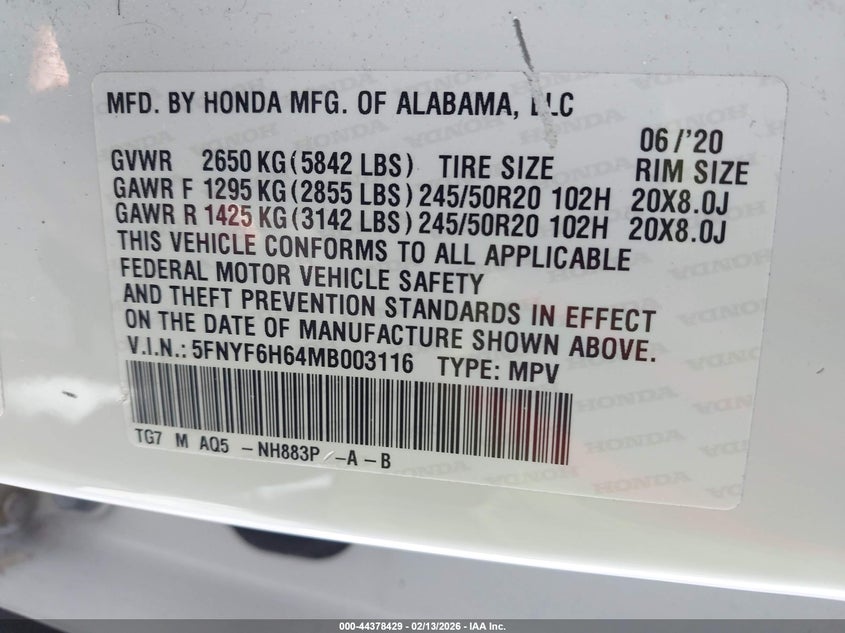 MFD. BY HONDA MFG. OF ALABAMA, LLC
06/'20
GVWR 2650 KG (5842 LBS) TIRE SIZE RIM SIZE
GAWR F 1295 KG (2855 LBS) 245/50R20 102H 20X8.0J
GAWR R 1425 KG (3142 LBS) 245/50R20 102H 20X8.0J
THIS VEHICLE CONFORMS TO ALL APPLICABLE
FEDERAL MOTOR VEHICLE SAFETY
AND THEFT PREVENTION STANDARDS IN EFFECT
ON THE DATE OF MANUFACTURE SHOWN ABOVE.
V.I.N.: 5FNYF6H64MB003116 TYPE: MPV
TG7 M AQ5 -NH883P -A-B
000-44378429 - 02/13/2026 - IAA Inc.